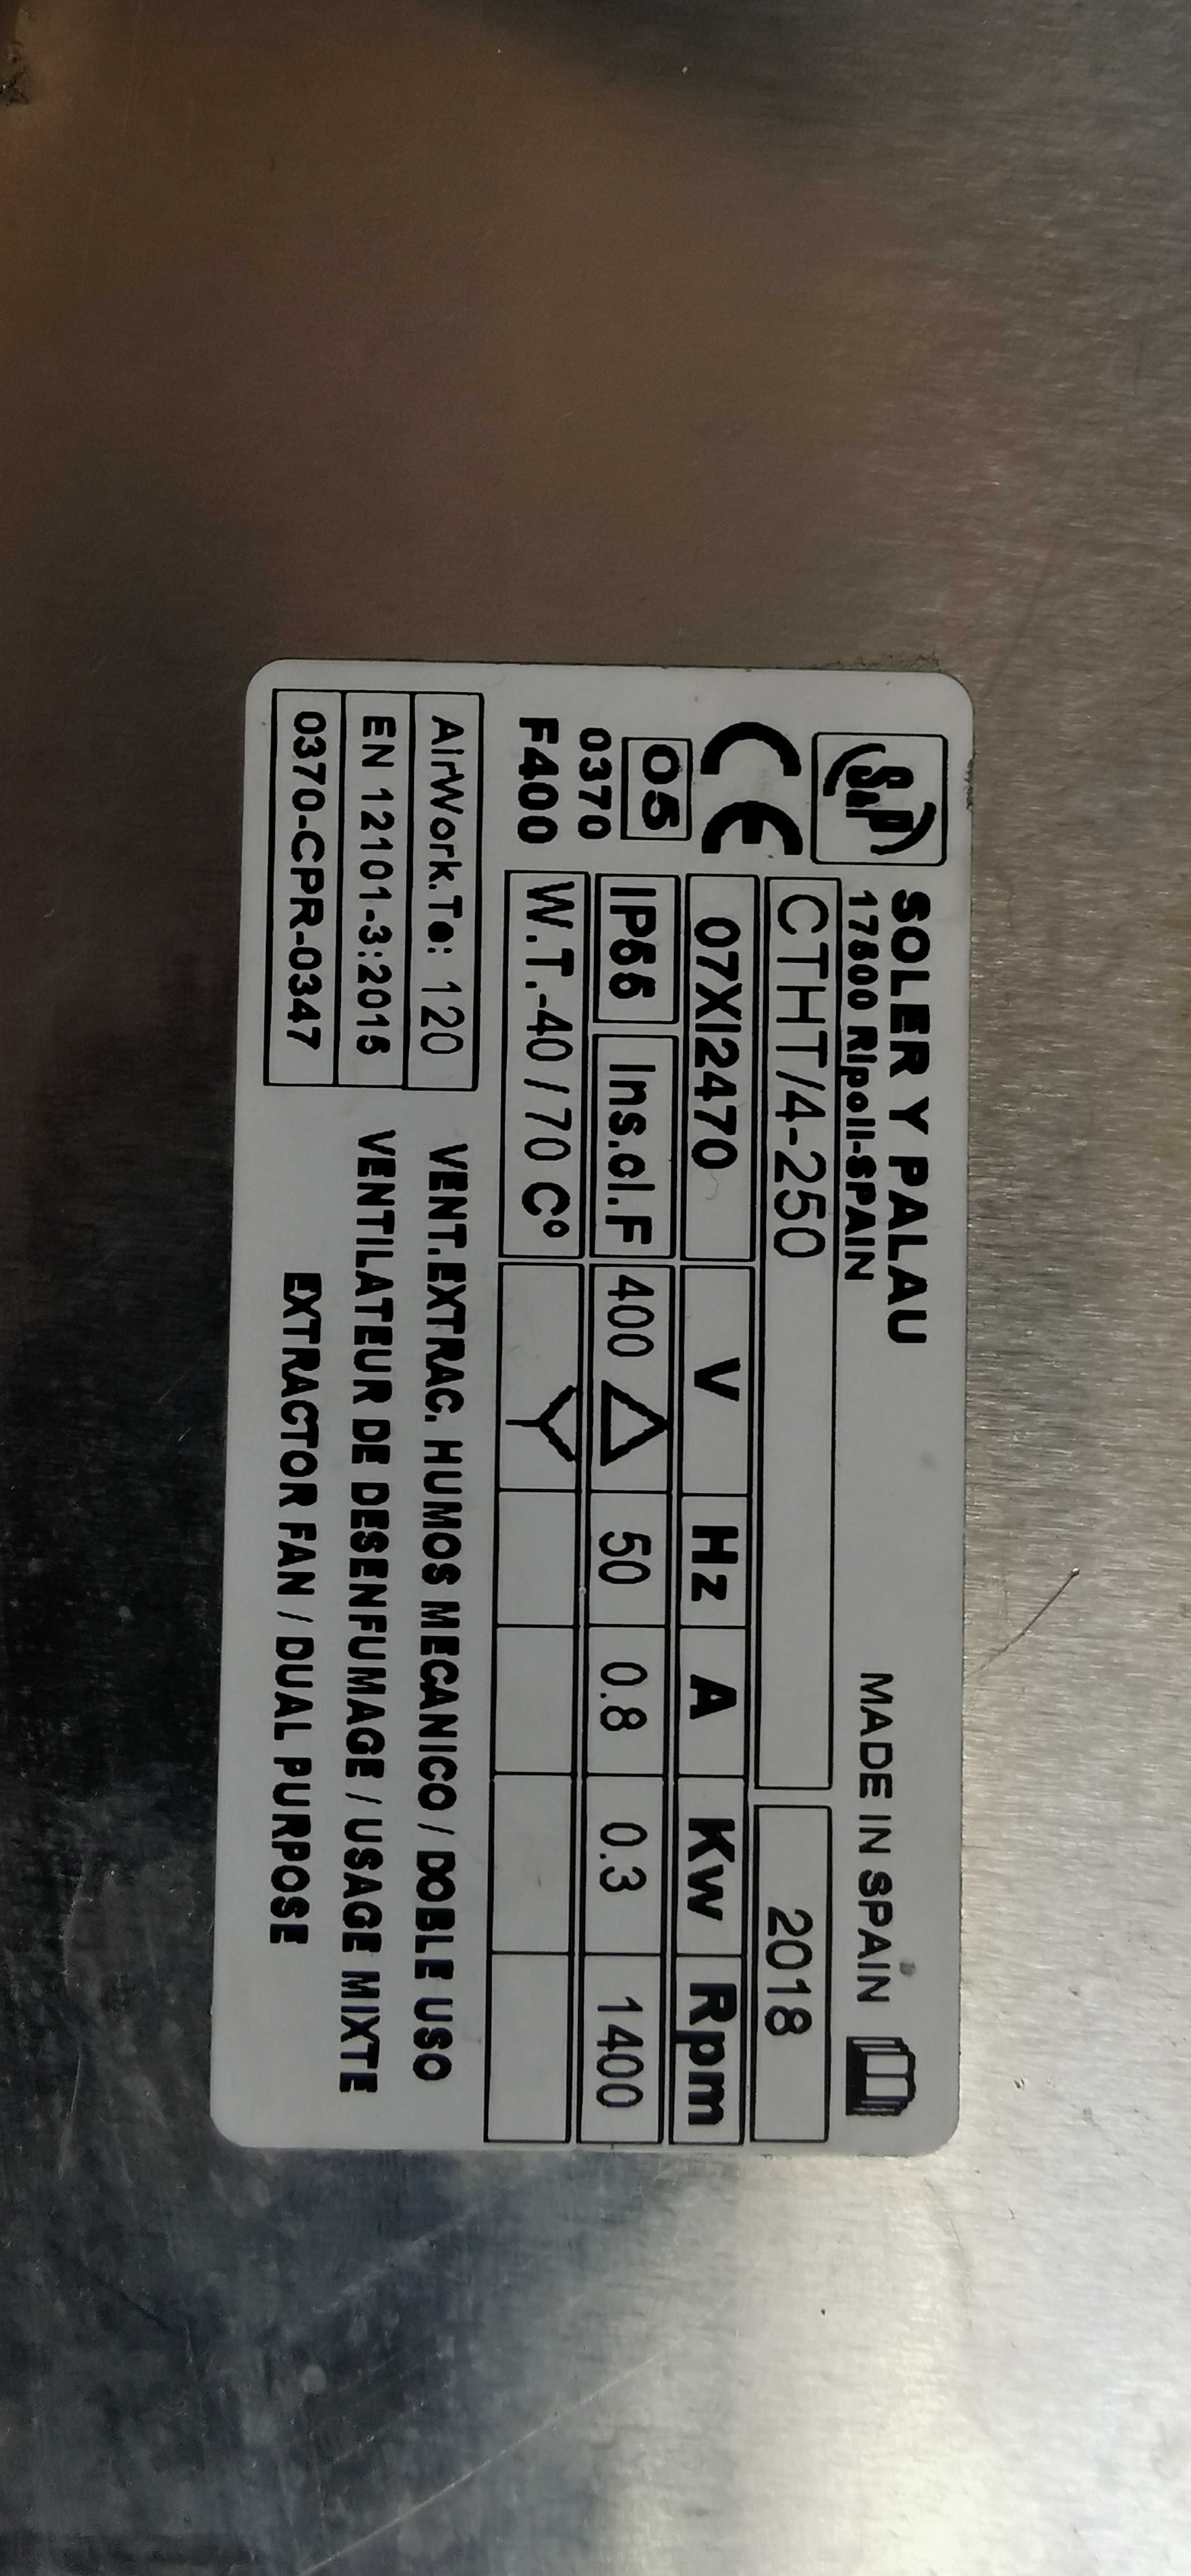 S&P
SOLER Y PALAU
17500 Ripoll-SPAIN
MADE IN SPAIN
CTHT/4-250
2018
CE
07XI2470
V Hz A Kw Rpm
05
IP55 Ins.cl.F 400 50 0.8 0.3 1400
0370
F400
W.T.-40 / 70 Cº
AirWork.Te: 120
EN 12101-3:2015
0370-CPR-0347
VENT.EXTRAC. HUMOS MECANICO / DOBLE USO
VENTILATEUR DE DESENFUMAGE / USAGE MIXTE
EXTRACTOR FAN / DUAL PURPOSE